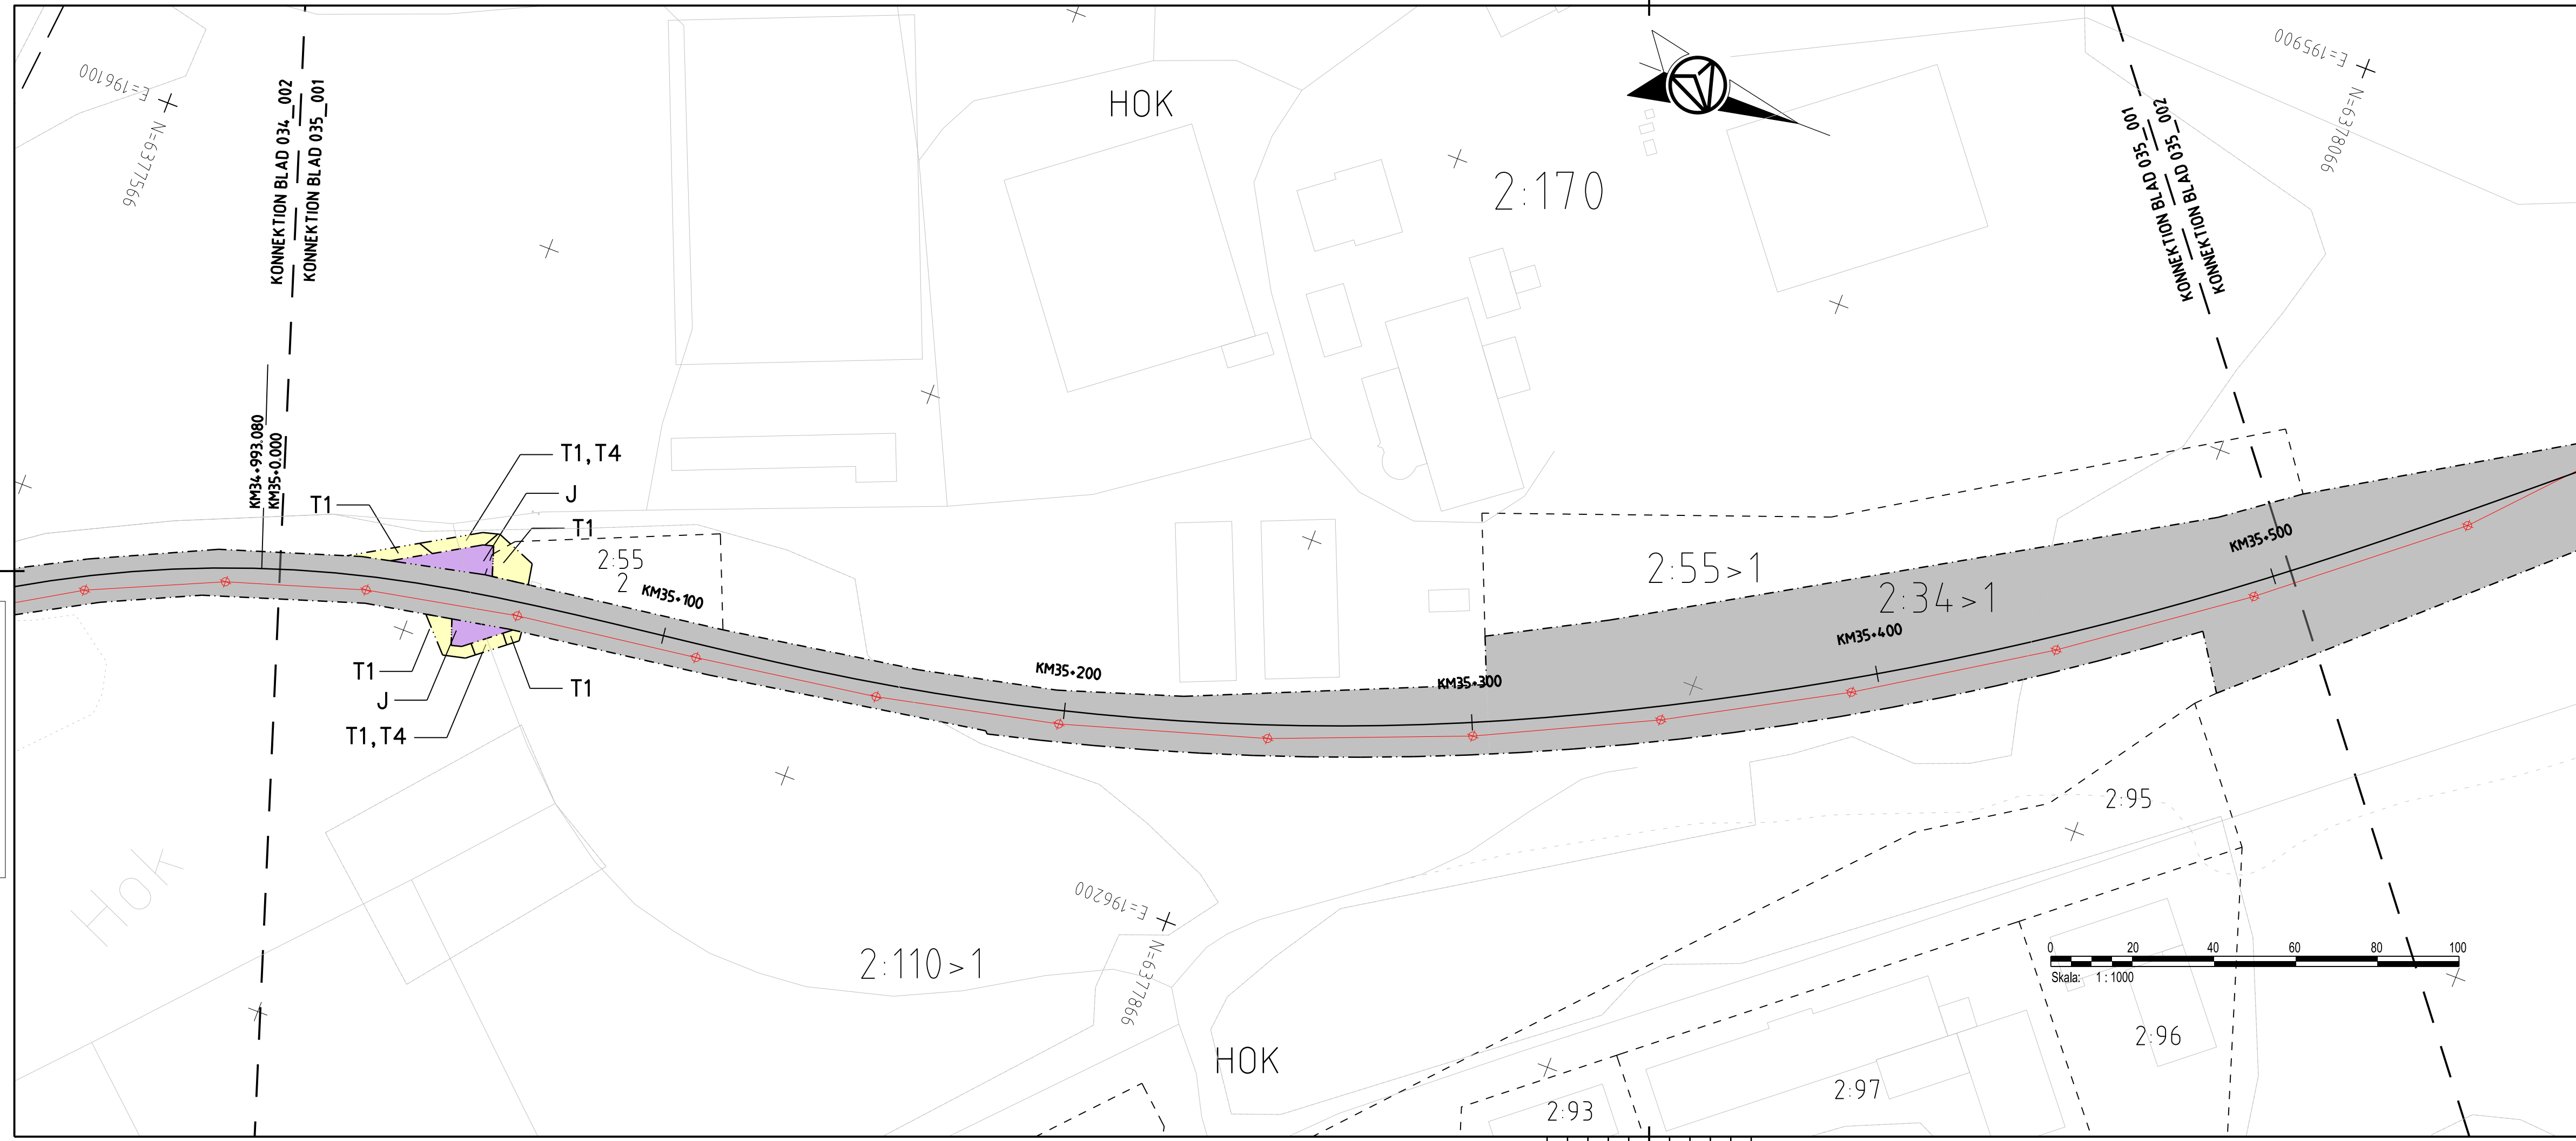 E=196100
N=6377566
KONNEKTION BLAD 034_002
KONNEKTION BLAD 035_001
HOK
2:170
KONNEKTION BLAD 035_001
KONNEKTION BLAD 035_002
E=195900
N=6378066
KM34+993.080
KM35+0.000
T1,T4
J
T1
T1
2:55
2
KM35+100
KM35+200
KM35+300
2:55>1
2:34>1
KM35+400
KM35+500
T1
J
T1,T4
T1
Hok
2:110>1
E=196200
N=6377866
HOK
2:95
0 20 40 60 80 100
Skala: 1:1000
2:96
2:97
2:93